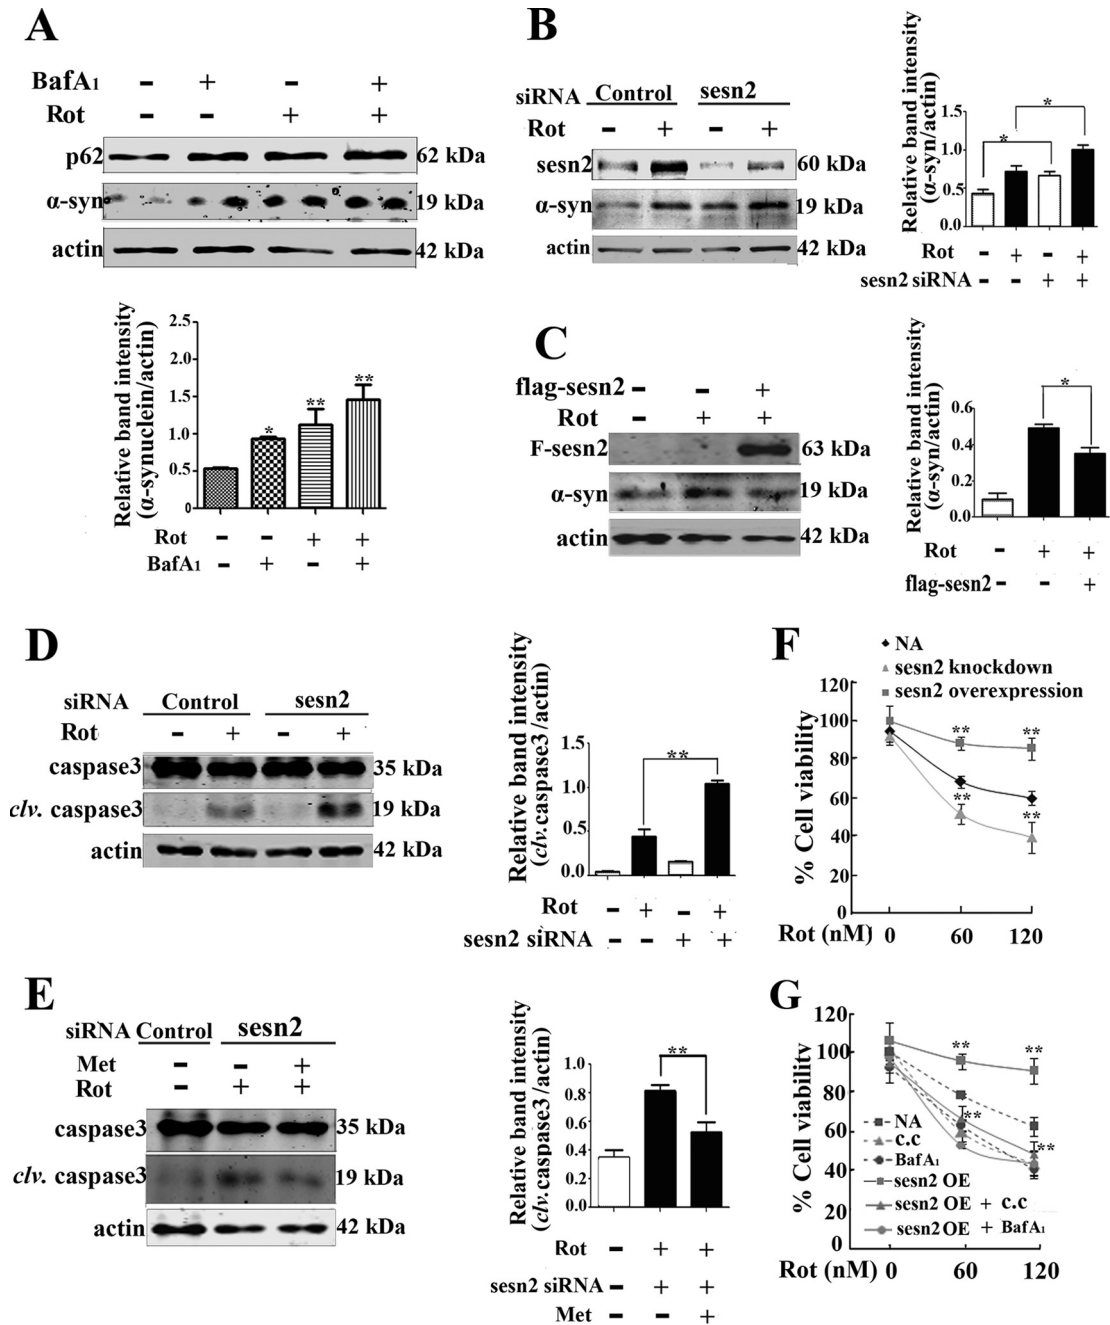 A
BafA1 - + - +
Rot - - + +
p62 62 kDa
α-syn 19 kDa
actin 42 kDa
Relative band intensity
(α-synuclein/actin)
2.5
2.0
1.5
1.0
0.5
0
* ** **
Rot - - + +
BafA1 - + - +
B
siRNA Control sesn2
Rot - + - +
sesn2 60 kDa
α-syn 19 kDa
actin 42 kDa
Relative band intensity
(α-syn/actin)
1.5
1.0
0.5
0.0
* *
Rot - + - +
sesn2 siRNA - - + +
C
flag-sesn2 - - +
Rot - + +
F-sesn2 63 kDa
α-syn 19 kDa
actin 42 kDa
Relative band intensity
(α-syn/actin)
0.6
0.4
0.2
0.0
*
Rot - + +
flag-sesn2 - - +
D
siRNA Control sesn2
Rot - + - +
caspase3 35 kDa
clv. caspase3 19 kDa
actin 42 kDa
Relative band intensity
(clv.caspase3/actin)
1.5
1.0
0.5
0.0
**
Rot - + - +
sesn2 siRNA - - + +
E
siRNA Control sesn2
Met - - +
Rot - + +
caspase3 35 kDa
clv. caspase3 19 kDa
actin 42 kDa
Relative band intensity
(clv.caspase3/actin)
1.0
0.8
0.6
0.4
0.2
0.0
**
Rot - + +
sesn2 siRNA - + +
Met - - +
F
NA
sesn2 knockdown
sesn2 overexpression
% Cell viability
120
100
80
60
40
20
0
** **
** **
Rot (nM) 0 60 120
G
% Cell viability
120
100
80
60
40
20
0
** **
** **
NA
c.c
BafA1
sesn2 OE
sesn2 OE + c.c
sesn2 OE + BafA1
Rot (nM) 0 60 120